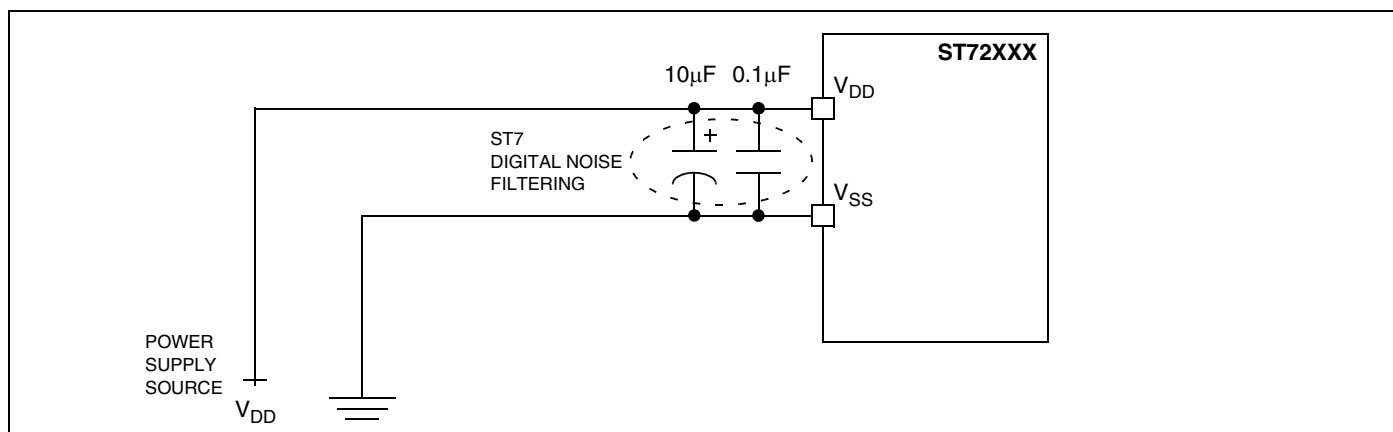 ST72XXX
10μF 0.1μF
VDD
+
ST7
DIGITAL NOISE
FILTERING
VSS
POWER
SUPPLY
SOURCE
VDD